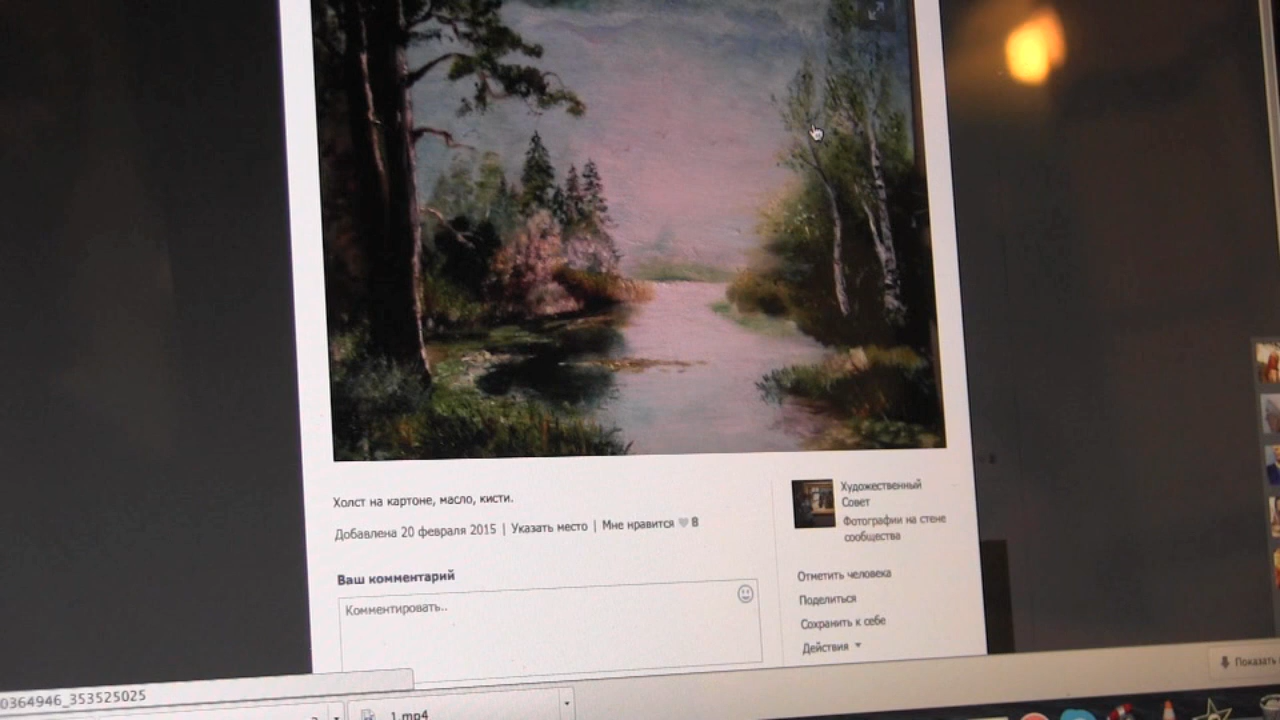 Холст на картоне, масло, кисти.
Добавлена 20 февраля 2015 | Указать место | Мне нравится 8
Ваш комментарий
Комментировать..
Художественный
Совет
Фотографии на стене
сообщества
Отметить человека
Поделиться
Сохранить к себе
Действия
0364946_353525025
1.mp4
Показать